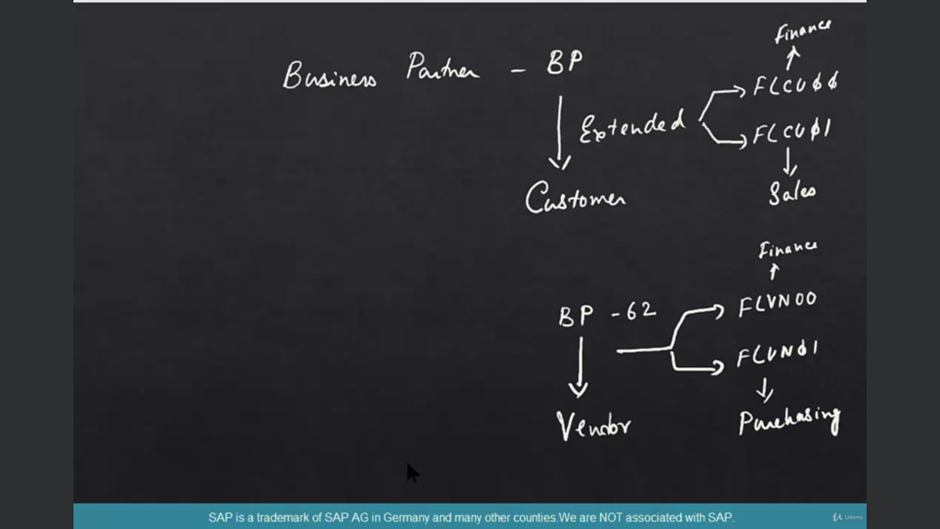 Finance
Business Partner - BP
FLCU00
Extended
FLCU01
Customer
Sales
Finance
BP - 62
FLVN00
FLVN01
Vendor
Purchasing
SAP is a trademark of SAP AG in Germany and many other counties.We are NOT associated with SAP.
Udemy